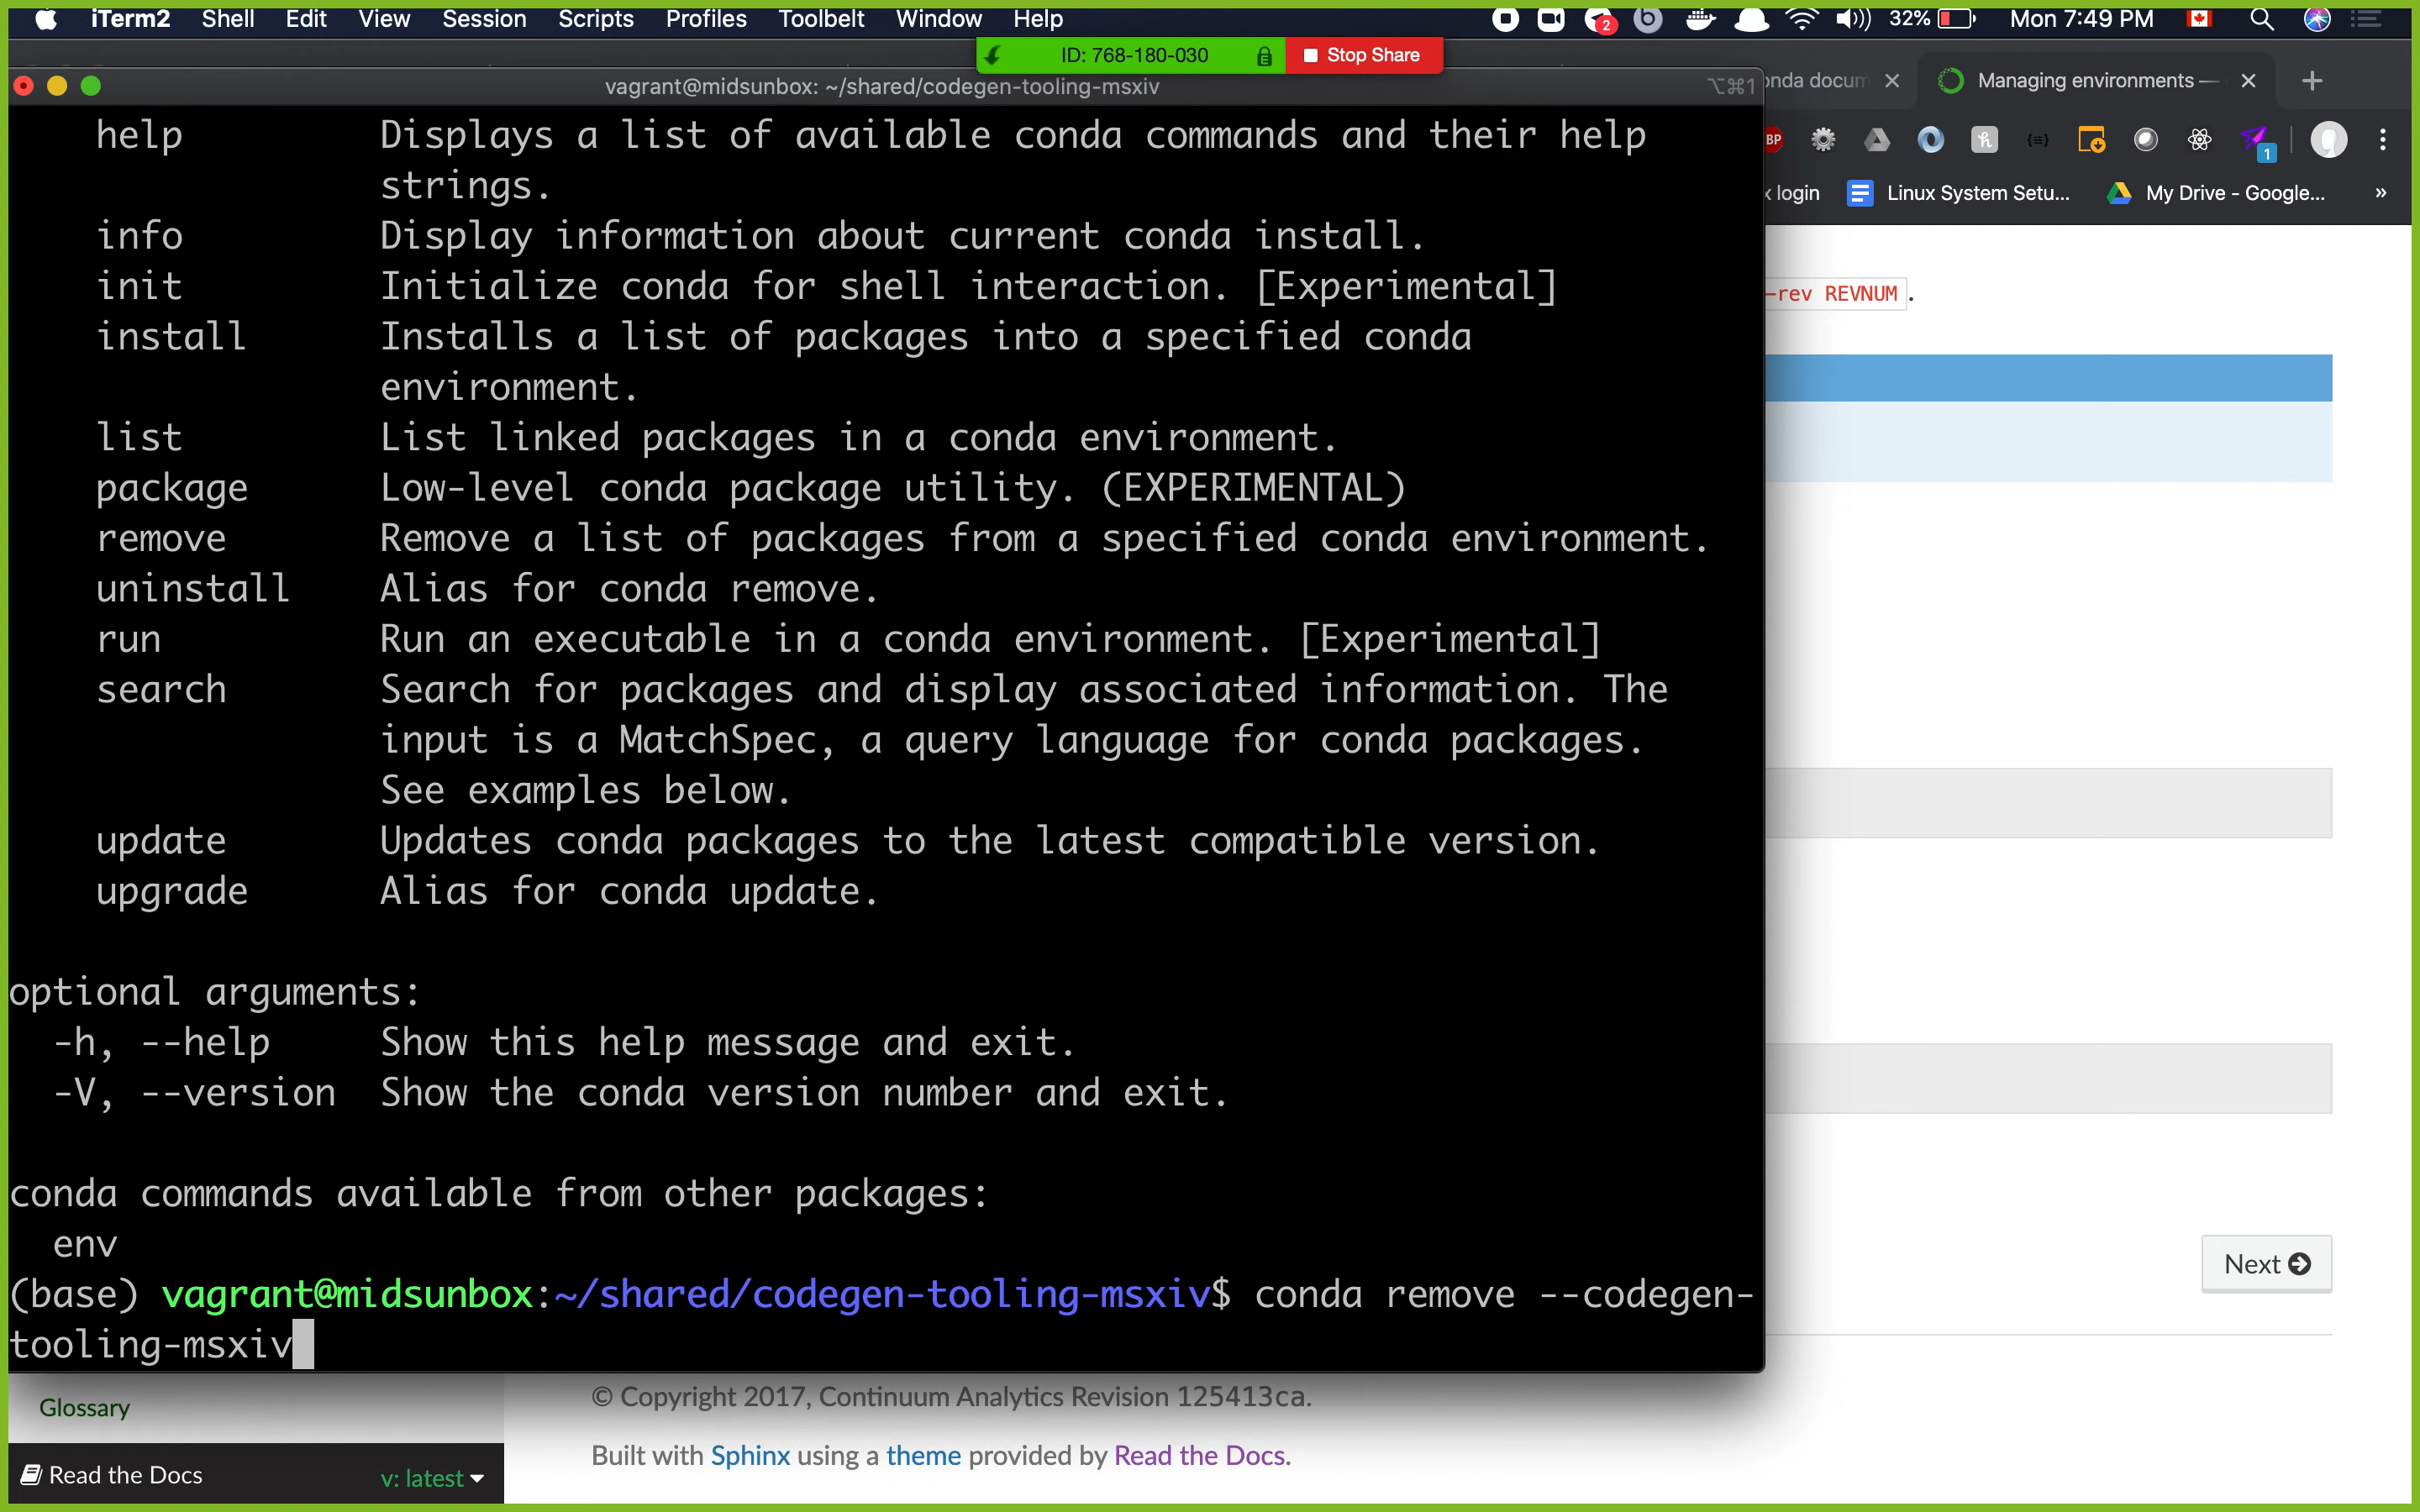 iTerm2 Shell Edit View Session Scripts Profiles Toolbelt Window Help 2 32% Mon 7:49 PM
ID: 768-180-030 Stop Share
vagrant@midsunbox: ~/shared/codegen-tooling-msxiv ⌥⌘1
onda docum Managing environments —
1
x login Linux System Setu... My Drive - Google... »
help Displays a list of available conda commands and their help
strings.
info Display information about current conda install.
init Initialize conda for shell interaction. [Experimental]
—rev REVNUM .
install Installs a list of packages into a specified conda
environment.
list List linked packages in a conda environment.
package Low-level conda package utility. (EXPERIMENTAL)
remove Remove a list of packages from a specified conda environment.
uninstall Alias for conda remove.
run Run an executable in a conda environment. [Experimental]
search Search for packages and display associated information. The
input is a MatchSpec, a query language for conda packages.
See examples below.
update Updates conda packages to the latest compatible version.
upgrade Alias for conda update.
optional arguments:
-h, --help Show this help message and exit.
-V, --version Show the conda version number and exit.
conda commands available from other packages:
env
Next
(base) vagrant@midsunbox:~/shared/codegen-tooling-msxiv$ conda remove --codegen-
tooling-msxiv
© Copyright 2017, Continuum Analytics Revision 125413ca.
Glossary
Built with Sphinx using a theme provided by Read the Docs.
Read the Docs v: latest